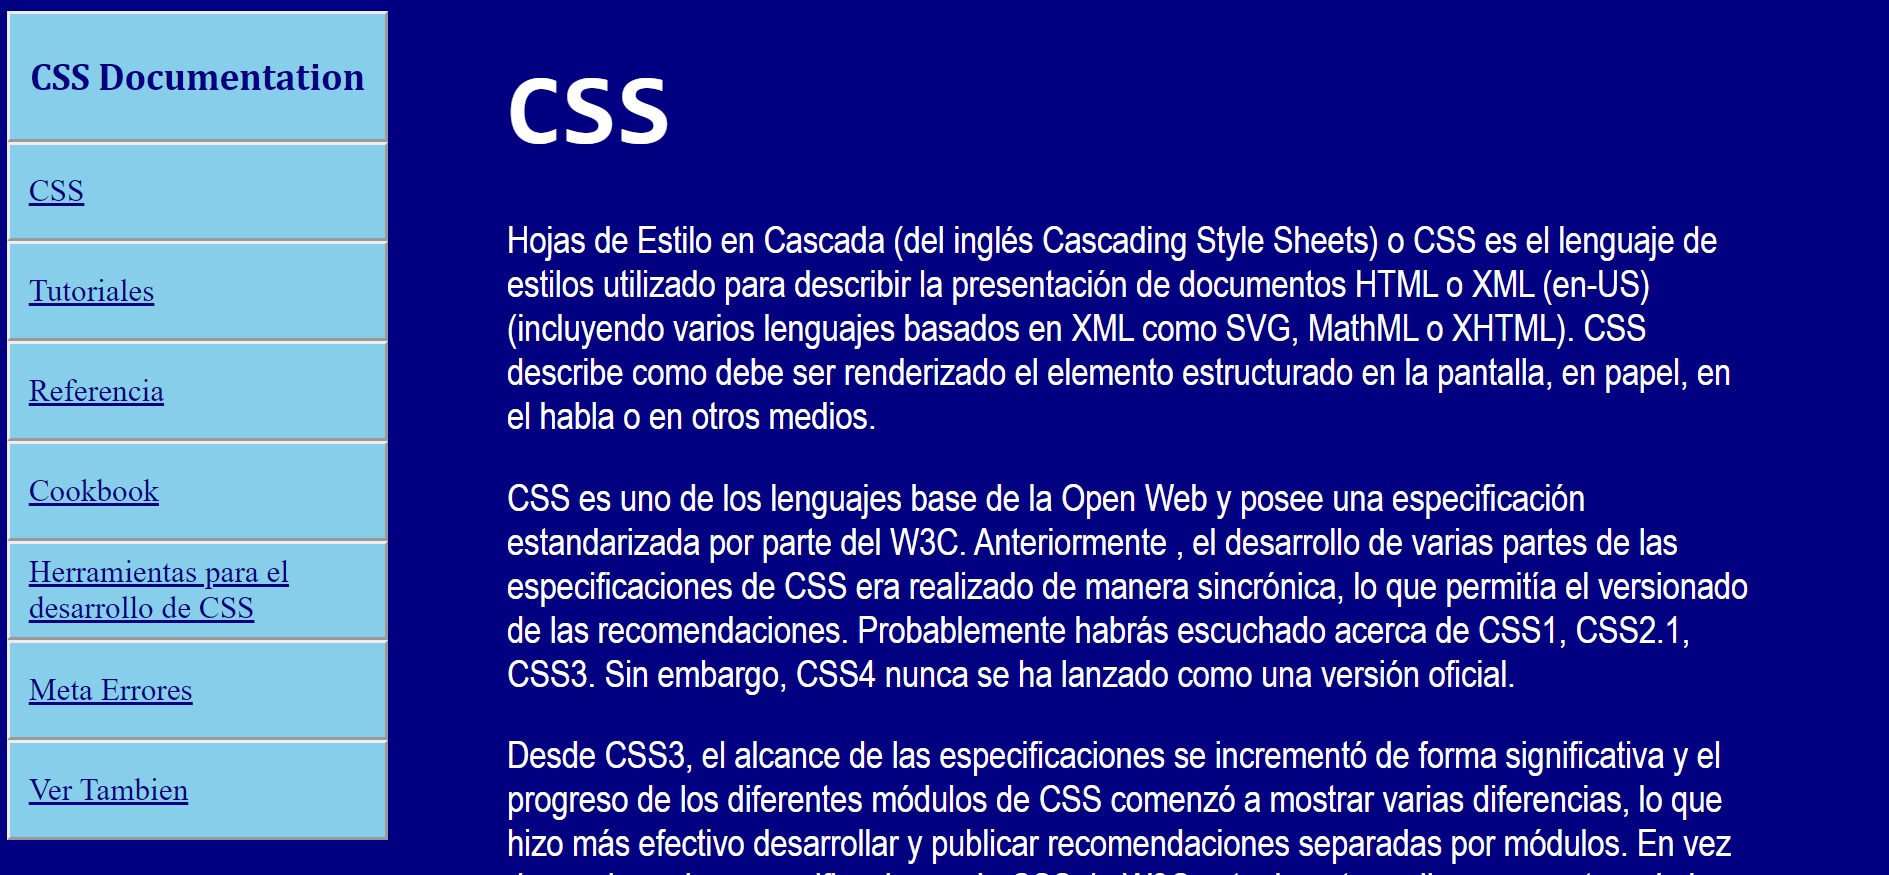 CSS Documentation
CSS
Tutoriales
Referencia
Cookbook
Herramientas para el
desarrollo de CSS
Meta Errores
Ver Tambien
CSS
Hojas de Estilo en Cascada (del inglés Cascading Style Sheets) o CSS es el lenguaje de
estilos utilizado para describir la presentación de documentos HTML o XML (en-US)
(incluyendo varios lenguajes basados en XML como SVG, MathML o XHTML). CSS
describe como debe ser renderizado el elemento estructurado en la pantalla, en papel, en
el habla o en otros medios.
CSS es uno de los lenguajes base de la Open Web y posee una especificación
estandarizada por parte del W3C. Anteriormente , el desarrollo de varias partes de las
especificaciones de CSS era realizado de manera sincrónica, lo que permitía el versionado
de las recomendaciones. Probablemente habrás escuchado acerca de CSS1, CSS2.1,
CSS3. Sin embargo, CSS4 nunca se ha lanzado como una versión oficial.
Desde CSS3, el alcance de las especificaciones se incrementó de forma significativa y el
progreso de los diferentes módulos de CSS comenzó a mostrar varias diferencias, lo que
hizo más efectivo desarrollar y publicar recomendaciones separadas por módulos. En vez